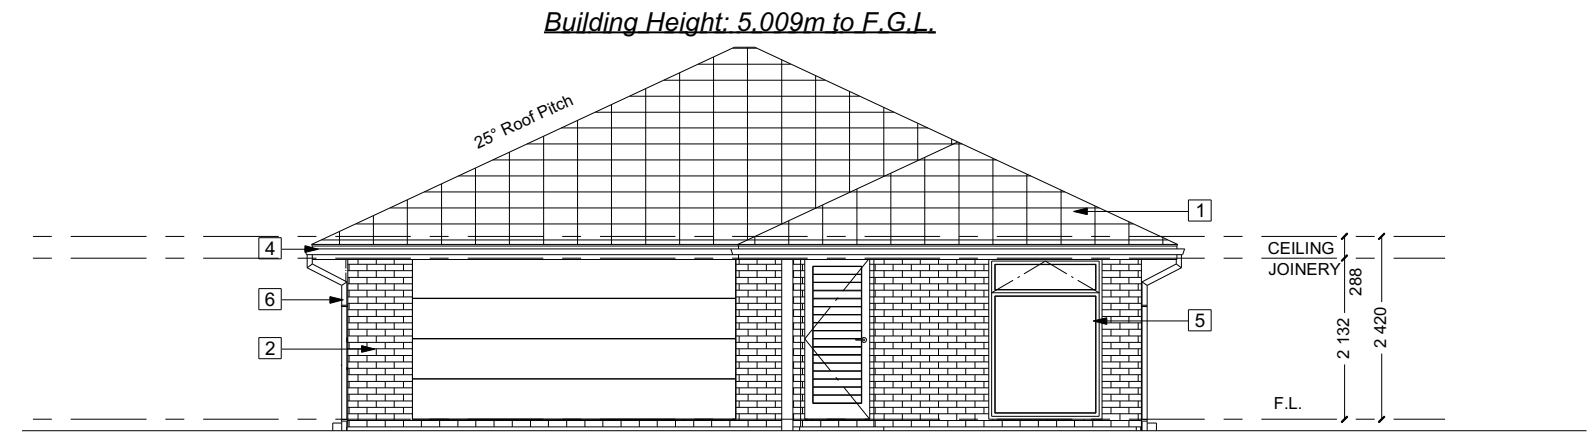 Building Height: 5.009m to F.G.L.
25° Roof Pitch
1
4
CEILING
JOINERY
288
6
5
2 132
2 420
2
F.L.